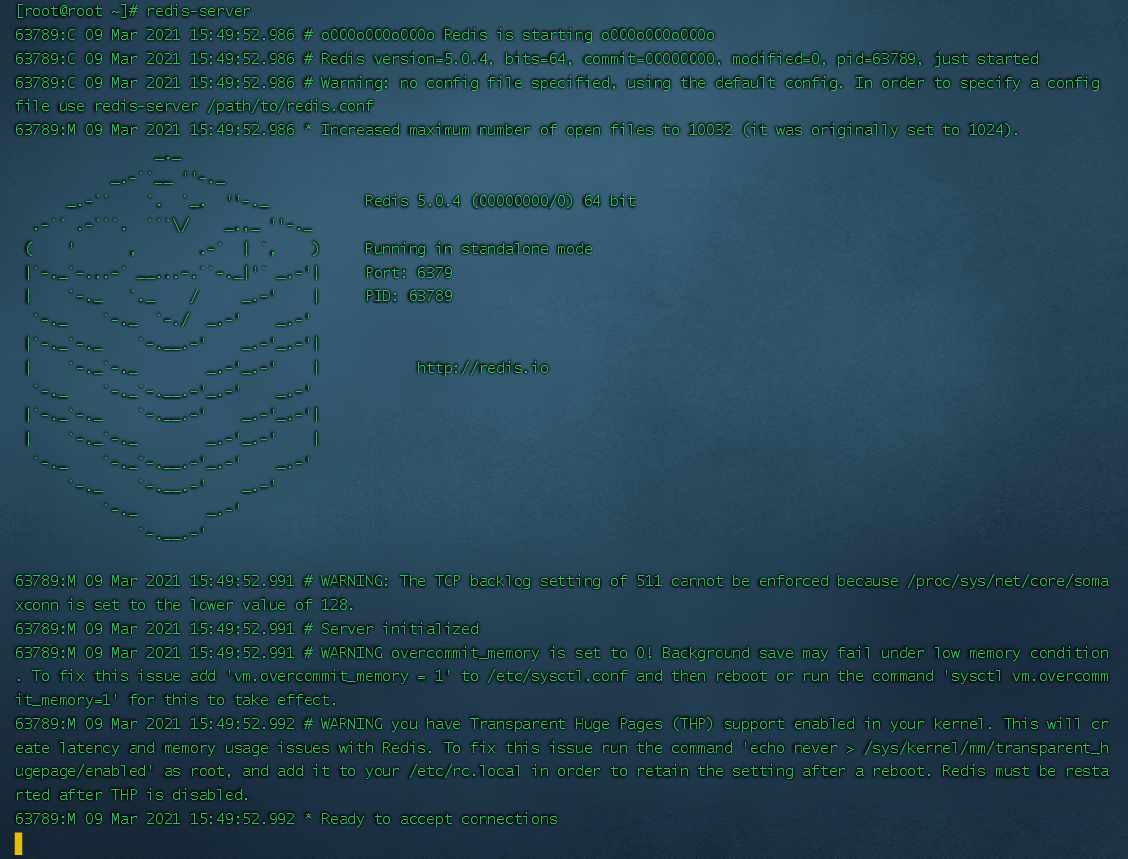 [root@root ~]# redis-server
63789:C 09 Mar 2021 15:49:52.986 # oO0OoO0OoO0Oo Redis is starting oO0OoO0OoO0Oo
63789:C 09 Mar 2021 15:49:52.986 # Redis version=5.0.4, bits=64, commit=00000000, modified=0, pid=63789, just started
63789:C 09 Mar 2021 15:49:52.986 # Warning: no config file specified, using the default config. In order to specify a config
file use redis-server /path/to/redis.conf
63789:M 09 Mar 2021 15:49:52.986 * Increased maximum number of open files to 10032 (it was originally set to 1024).
Redis 5.0.4 (00000000/0) 64 bit
Running in standalone mode
Port: 6379
PID: 63789
http://redis.io
63789:M 09 Mar 2021 15:49:52.991 # WARNING: The TCP backlog setting of 511 cannot be enforced because /proc/sys/net/core/soma
xconn is set to the lower value of 128.
63789:M 09 Mar 2021 15:49:52.991 # Server initialized
63789:M 09 Mar 2021 15:49:52.991 # WARNING overcommit_memory is set to 0! Background save may fail under low memory condition
. To fix this issue add 'vm.overcommit_memory = 1' to /etc/sysctl.conf and then reboot or run the command 'sysctl vm.overcomm
it_memory=1' for this to take effect.
63789:M 09 Mar 2021 15:49:52.992 # WARNING you have Transparent Huge Pages (THP) support enabled in your kernel. This will cr
eate latency and memory usage issues with Redis. To fix this issue run the command 'echo never > /sys/kernel/mm/transparent_h
ugepage/enabled' as root, and add it to your /etc/rc.local in order to retain the setting after a reboot. Redis must be resta
rted after THP is disabled.
63789:M 09 Mar 2021 15:49:52.992 * Ready to accept connections